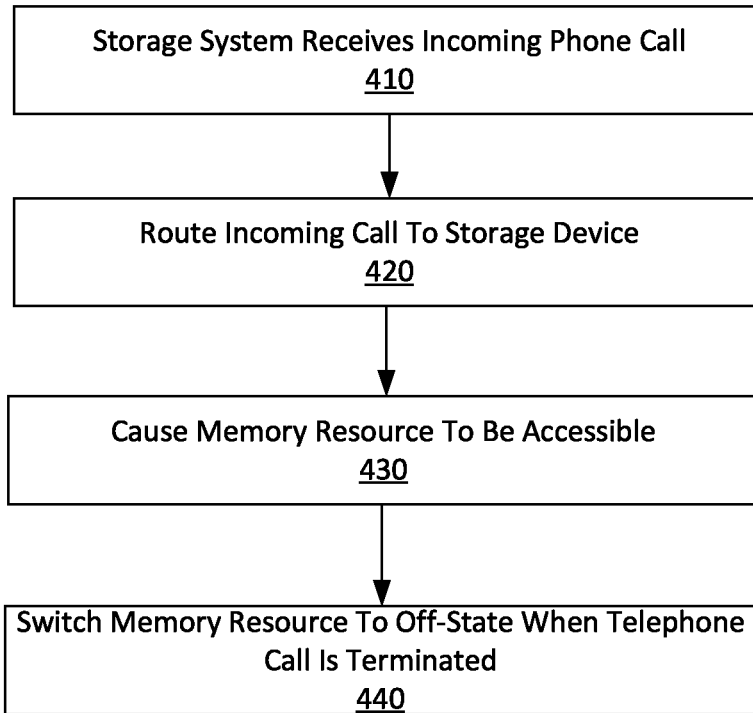 Storage System Receives Incoming Phone Call
410
Route Incoming Call To Storage Device
420
Cause Memory Resource To Be Accessible
430
Switch Memory Resource To Off-State When Telephone
Call Is Terminated
440